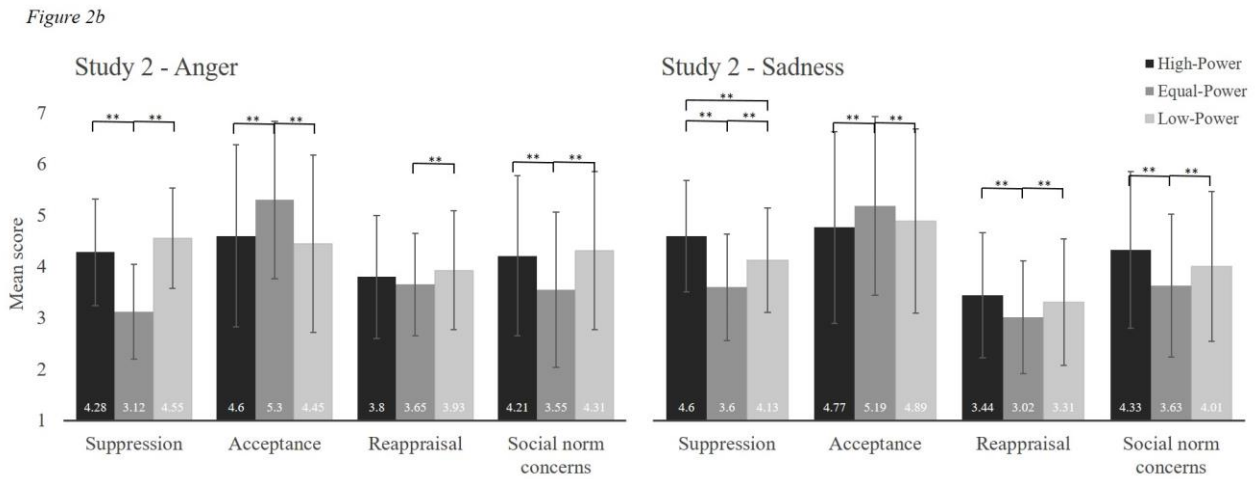 Figure 2b
Study 2 - Anger
Study 2 - Sadness
High-Power
Equal-Power
Low-Power
Mean score
7
6
5
4
3
2
1
** **
** **
**
** **
**
** **
** **
** **
** **
4.28 3.12 4.55
4.6 5.3 4.45
3.8 3.65 3.93
4.21 3.55 4.31
4.6 3.6 4.13
4.77 5.19 4.89
3.44 3.02 3.31
4.33 3.63 4.01
Suppression
Acceptance
Reappraisal
Social norm
concerns
Suppression
Acceptance
Reappraisal
Social norm
concerns